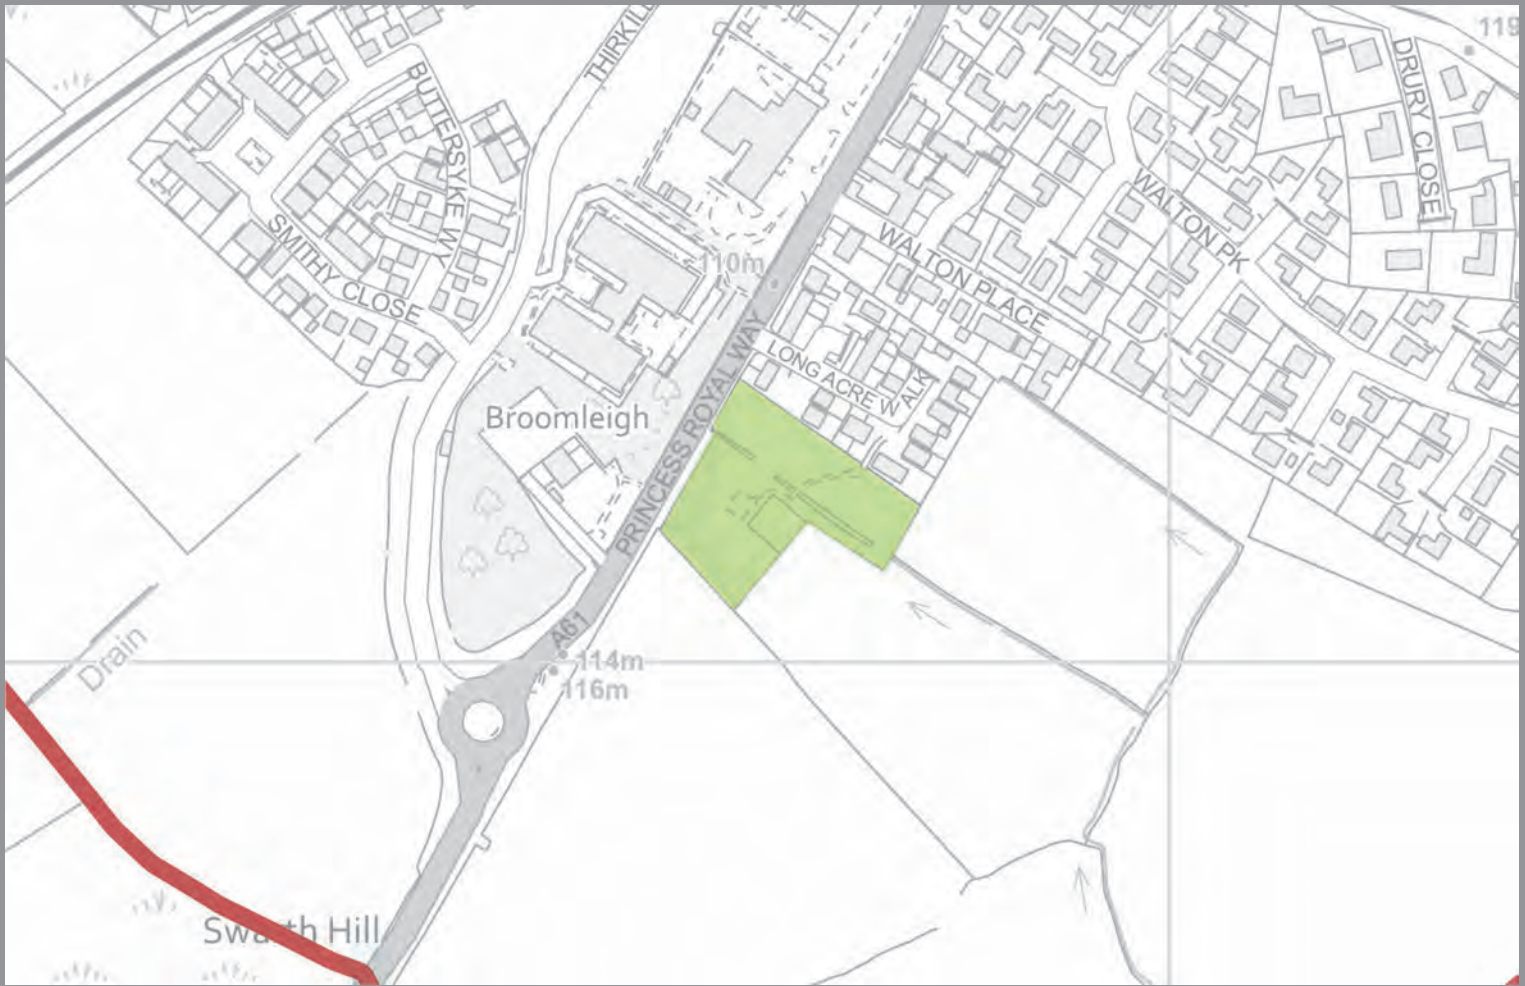 119
THIRKILL
BUTTERSYKE WY
DRURY CLOSE
WALTON PK
SMITHY CLOSE
WALTON PLACE
110m
LONG ACRE WALK
PRINCESS ROYAL WAY
Broomleigh
A61
114m
116m
Drain
Swarth Hill